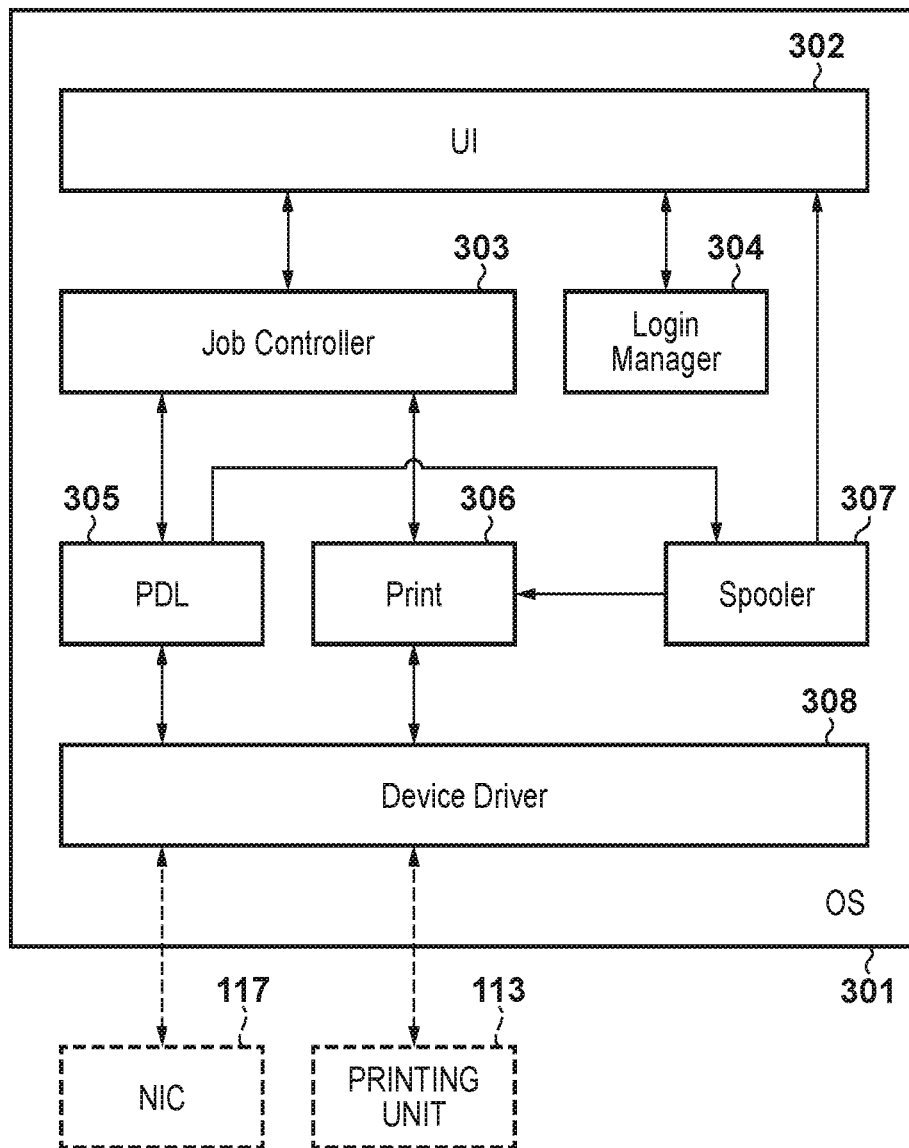 302
UI
303
304
Job Controller
Login
Manager
305
306
307
PDL
Print
Spooler
308
Device Driver
OS
301
117
113
NIC
PRINTING
UNIT